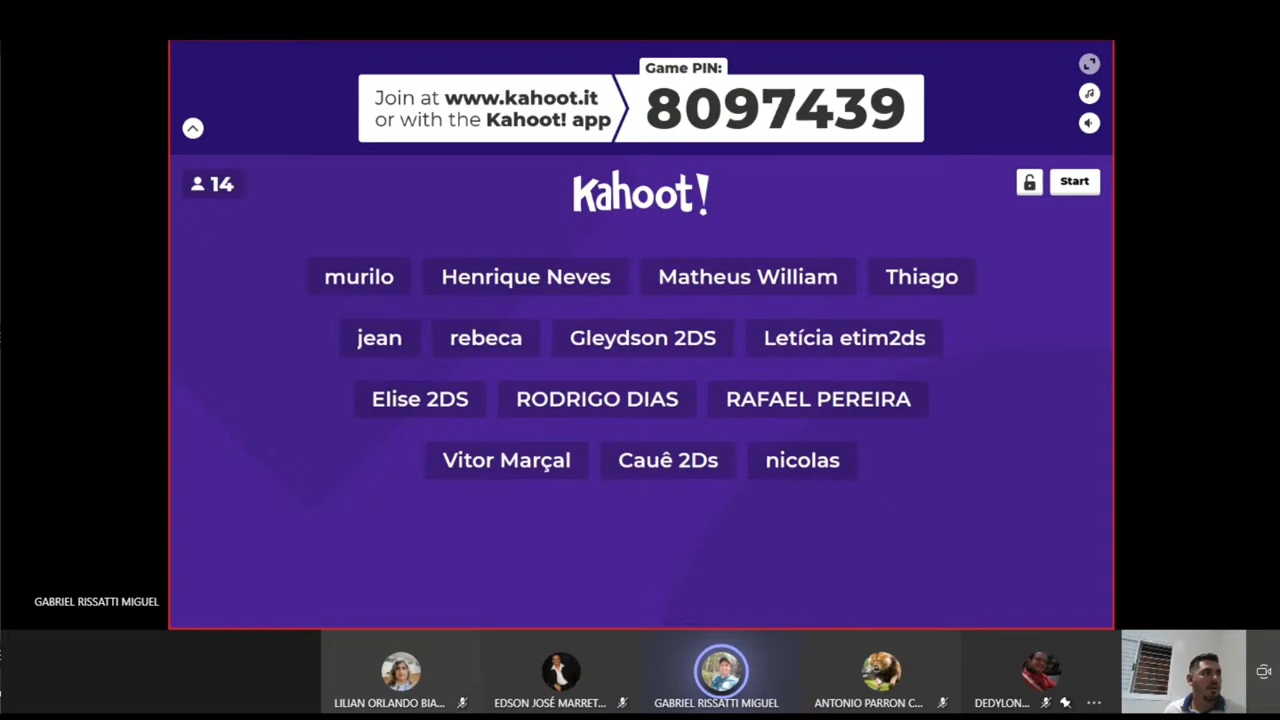 Game PIN:
Join at www.kahoot.it
or with the Kahoot! app
8097439
14
Kahoot!
Start
murilo
Henrique Neves
Matheus William
Thiago
jean
rebeca
Gleydson 2DS
Letícia etim2ds
Elise 2DS
RODRIGO DIAS
RAFAEL PEREIRA
Vitor Marçal
Cauê 2Ds
nicolas
GABRIEL RISSATTI MIGUEL
LILIAN ORLANDO BIA...
EDSON JOSÉ MARRET...
GABRIEL RISSATTI MIGUEL
ANTONIO PARRON C...
DEDYLON...